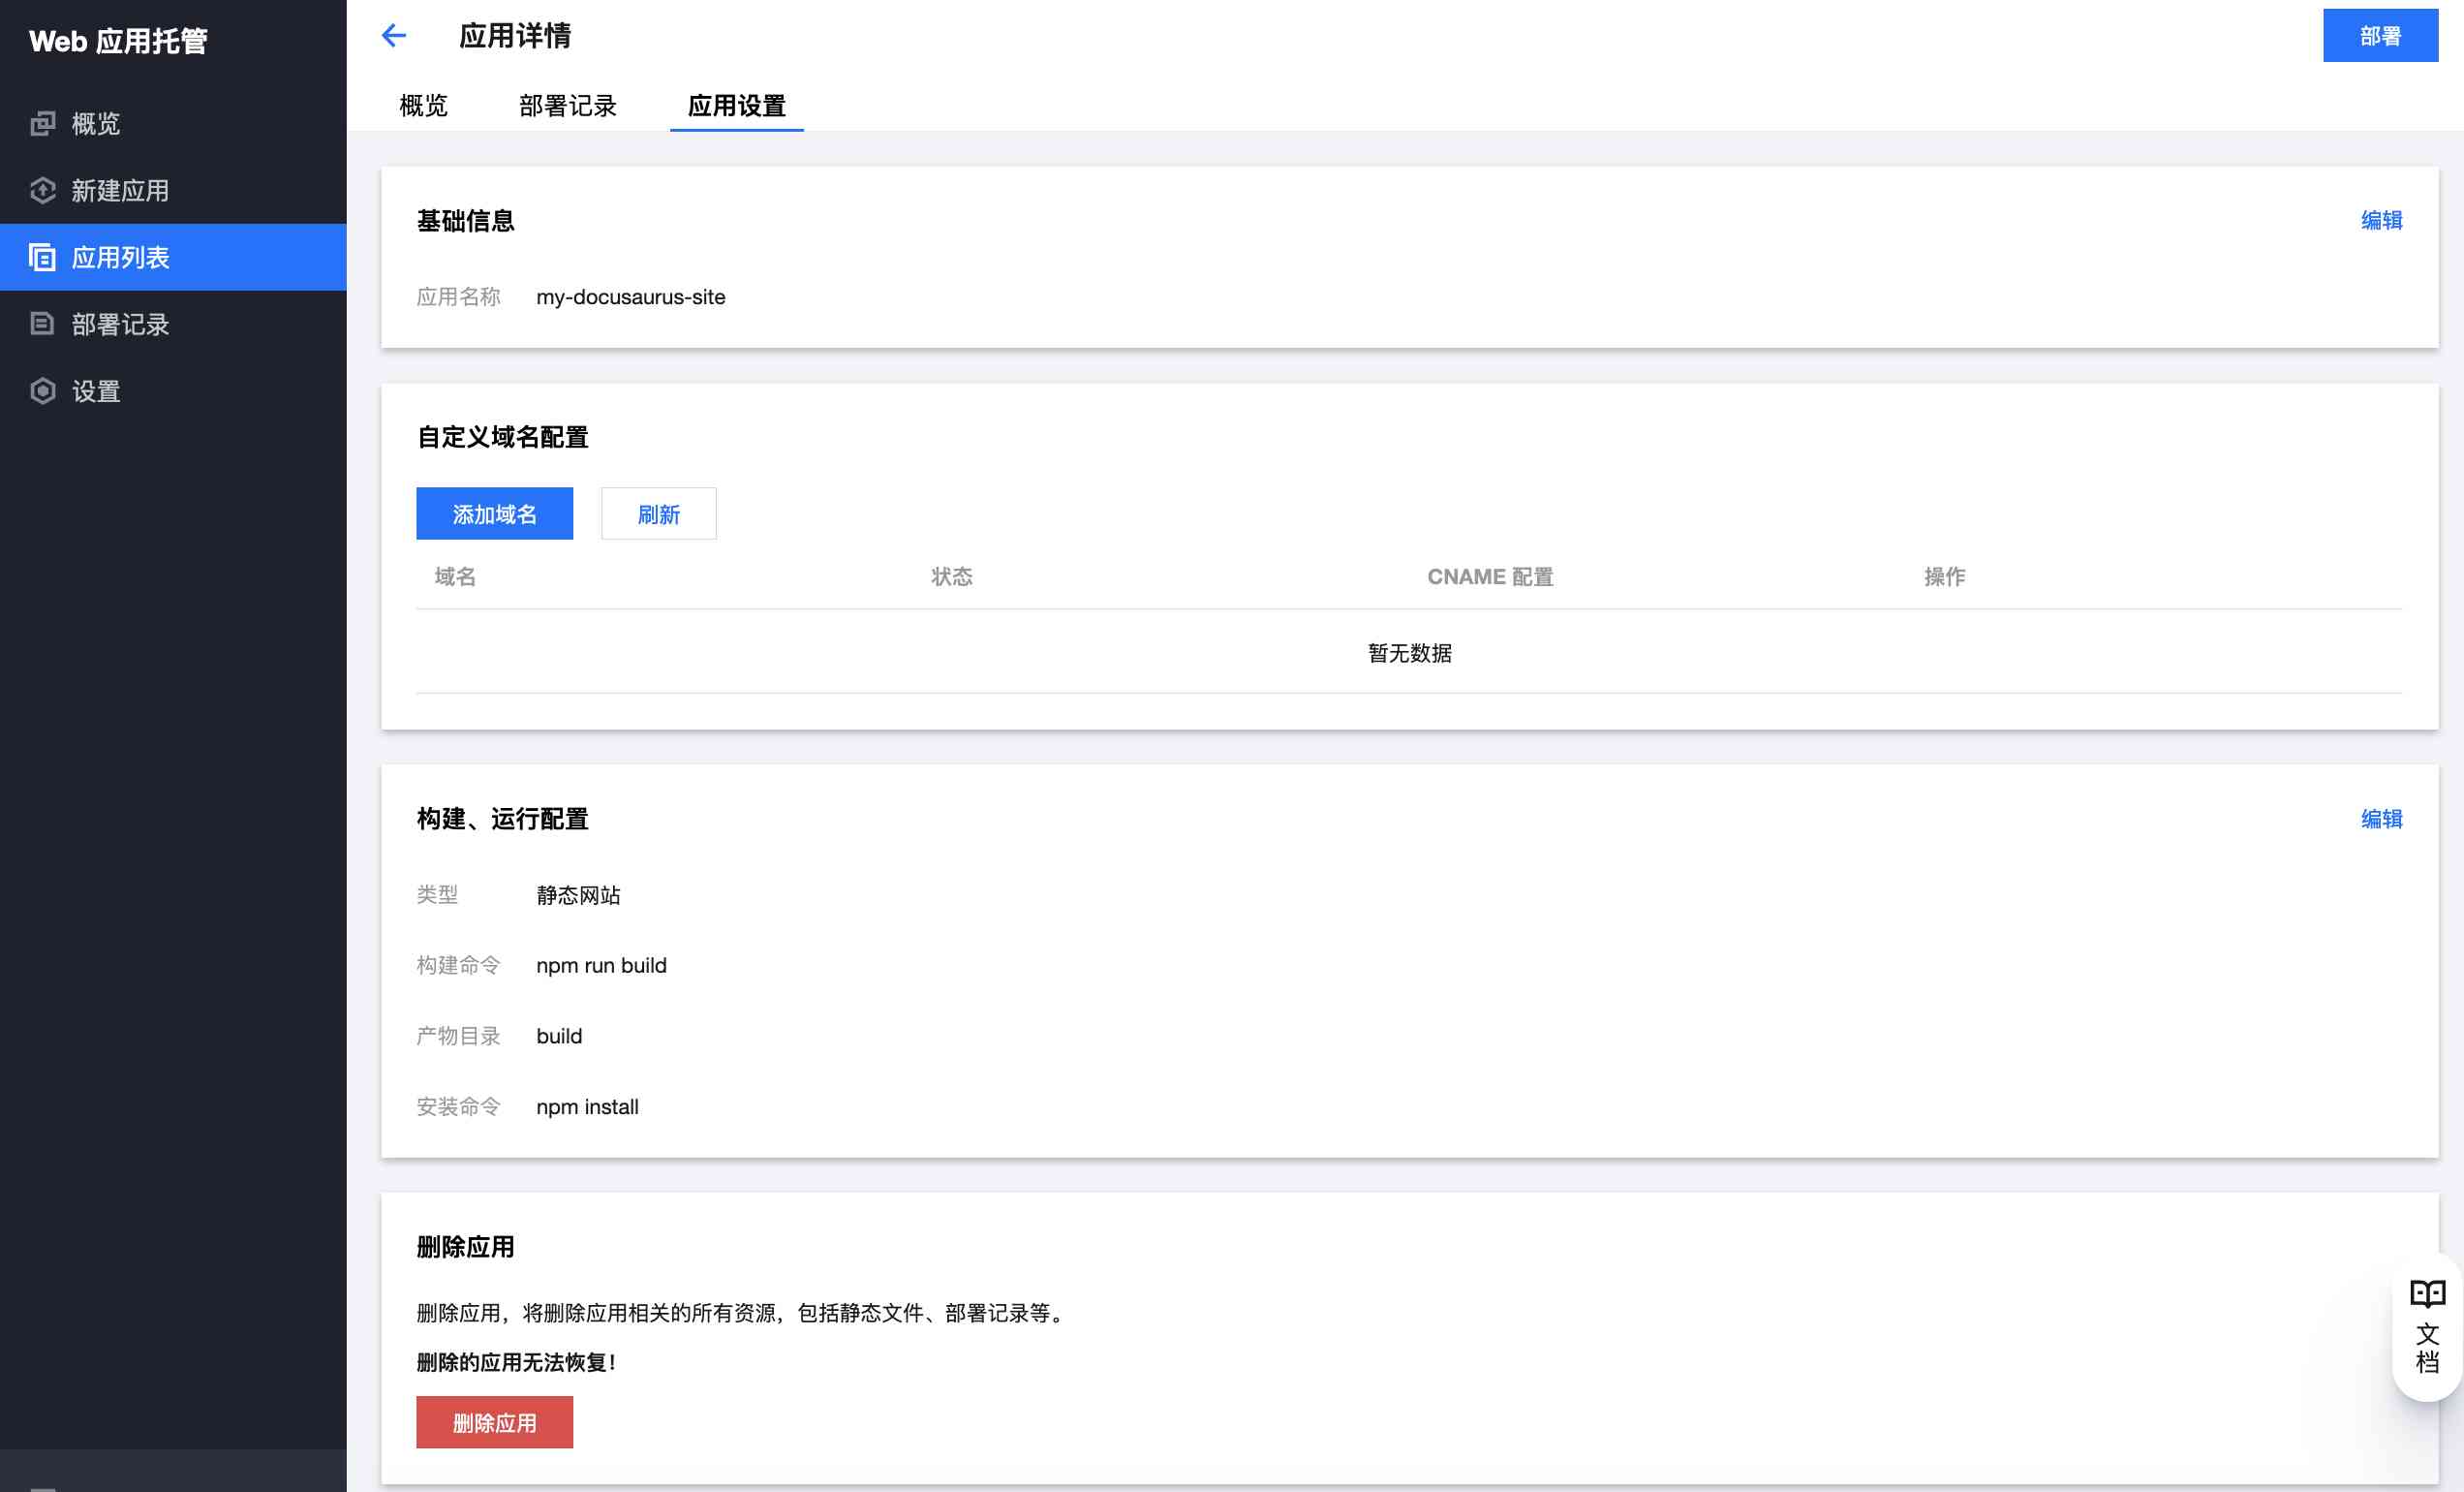 Web 应用托管
概览
新建应用
应用列表
部署记录
设置
应用详情
部署
概览 部署记录 应用设置
基础信息 编辑
应用名称 my-docusaurus-site
自定义域名配置
添加域名 刷新
域名 状态 CNAME 配置 操作
暂无数据
构建、运行配置 编辑
类型 静态网站
构建命令 npm run build
产物目录 build
安装命令 npm install
删除应用
删除应用，将删除应用相关的所有资源，包括静态文件、部署记录等。
删除的应用无法恢复！
删除应用
文
档